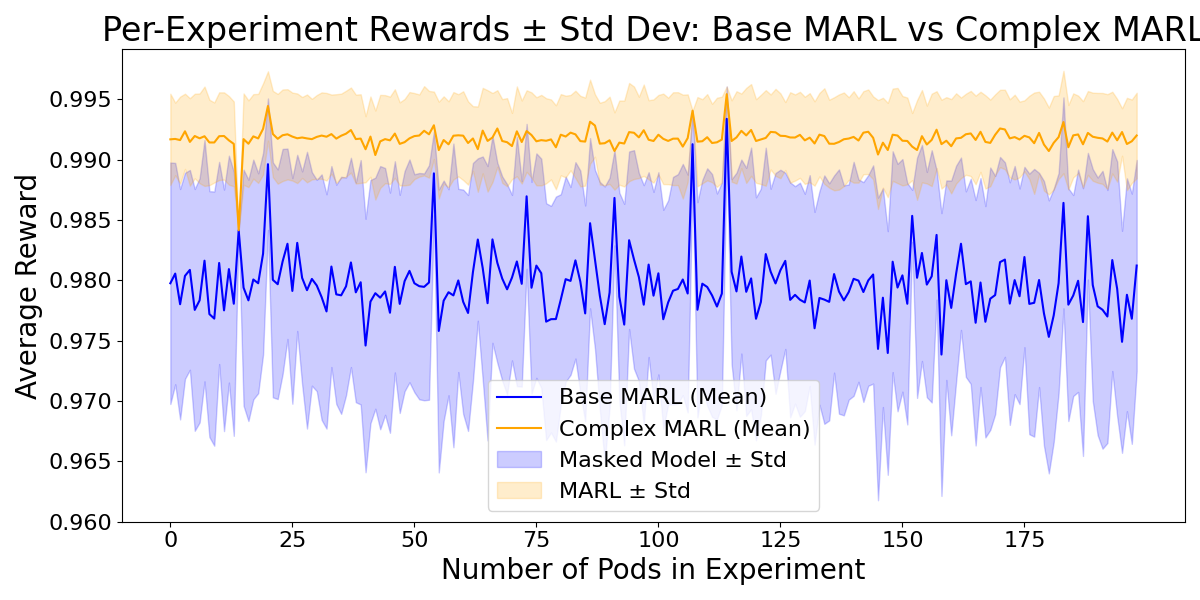 Per-Experiment Rewards ± Std Dev: Base MARL vs Complex MARL
Average Reward
0.995
0.990
0.985
0.980
0.975
0.970
0.965
0.960
Base MARL (Mean)
Complex MARL (Mean)
Masked Model ± Std
MARL ± Std
0 25 50 75 100 125 150 175
Number of Pods in Experiment